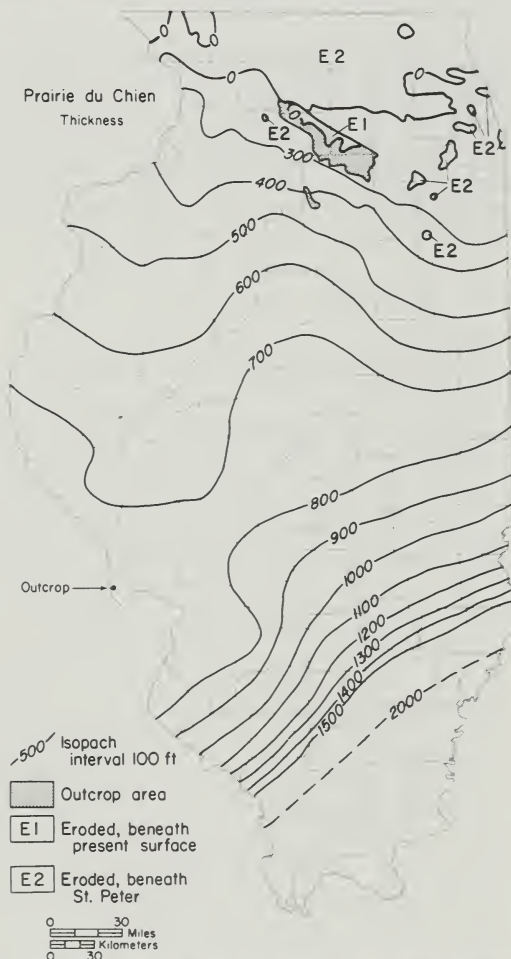 0
0
E2
0
Prairie du Chien
Thickness
0
E1
E2
E2
300
E2
400
E2
500
600
700
800
900
1000
Outcrop
1100
1200
1300
1400
1500
2000
500 Isopach
interval 100 ft
Outcrop area
E1 Eroded, beneath
present surface
E2 Eroded, beneath
St. Peter
0 30
Miles
Kilometers
0 30